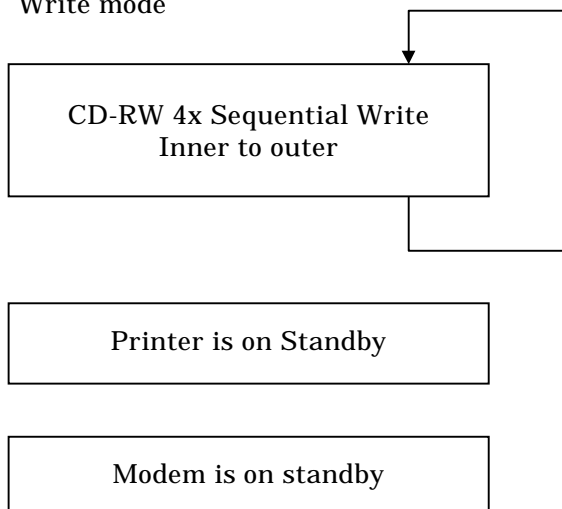 Write mode
CD-RW 4x Sequential Write
Inner to outer
Printer is on Standby
Modem is on standby